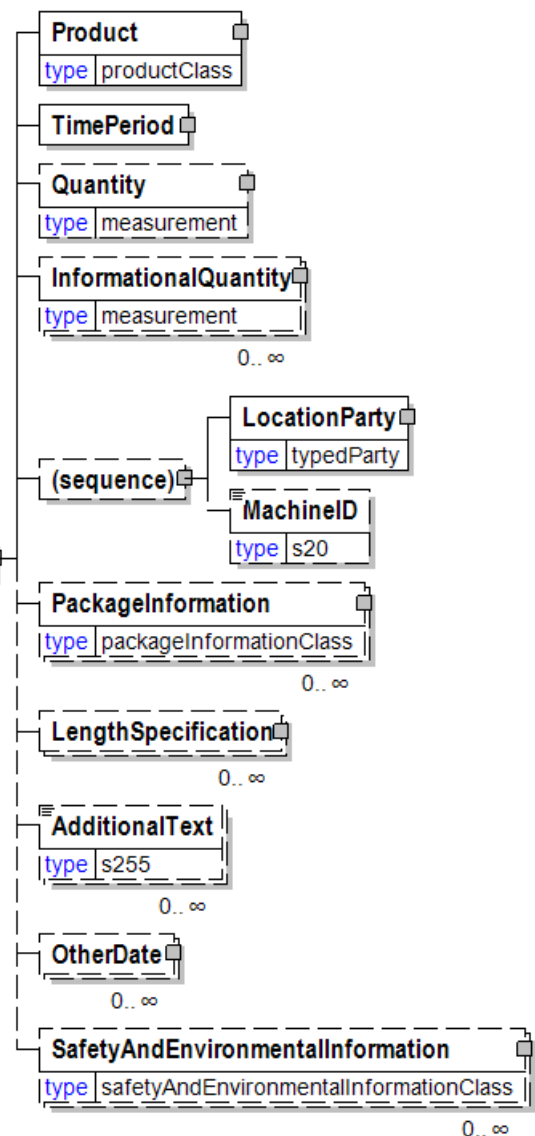 Product
type productClass
TimePeriod
Quantity
type measurement
InformationalQuantity
type measurement
0.. ∞
LocationParty
type typedParty
(sequence)
MachineID
type s20
PackageInformation
type packageInformationClass
0.. ∞
LengthSpecification
0.. ∞
AdditionalText
type s255
0.. ∞
OtherDate
0.. ∞
SafetyAndEnvironmentalInformation
type safetyAndEnvironmentalInformationClass
0.. ∞